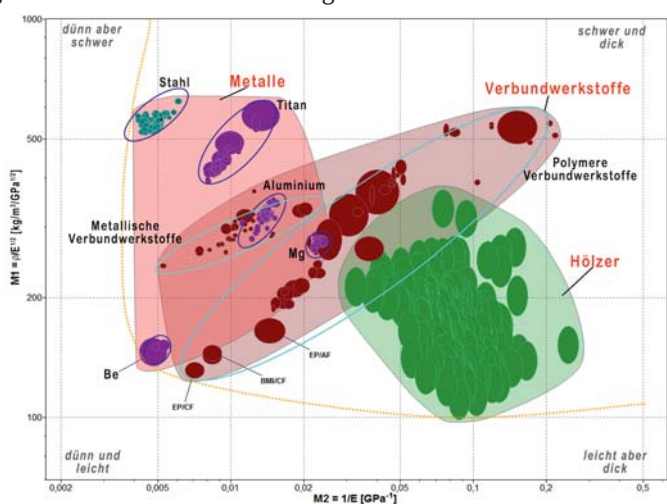 1000
dünn aber
schwer
schwer und
dick
Stahl
Metalle
Titan
Verbundwerkstoffe
500
Polymere
Verbundwerkstoffe
Aluminium
Metallische
Verbundwerkstoffe
Mg
Hölzer
M1 = ρ/E^1/2 [kg/m³/GPa^1/2]
200
EP/AF
Be
BMI/CF
EP/CF
100
dünn und
leicht
leicht aber
dick
0,002
0,005
0,01
0,02
0,05
0,1
0,2
0,5
M2 = 1/E [GPa⁻¹]